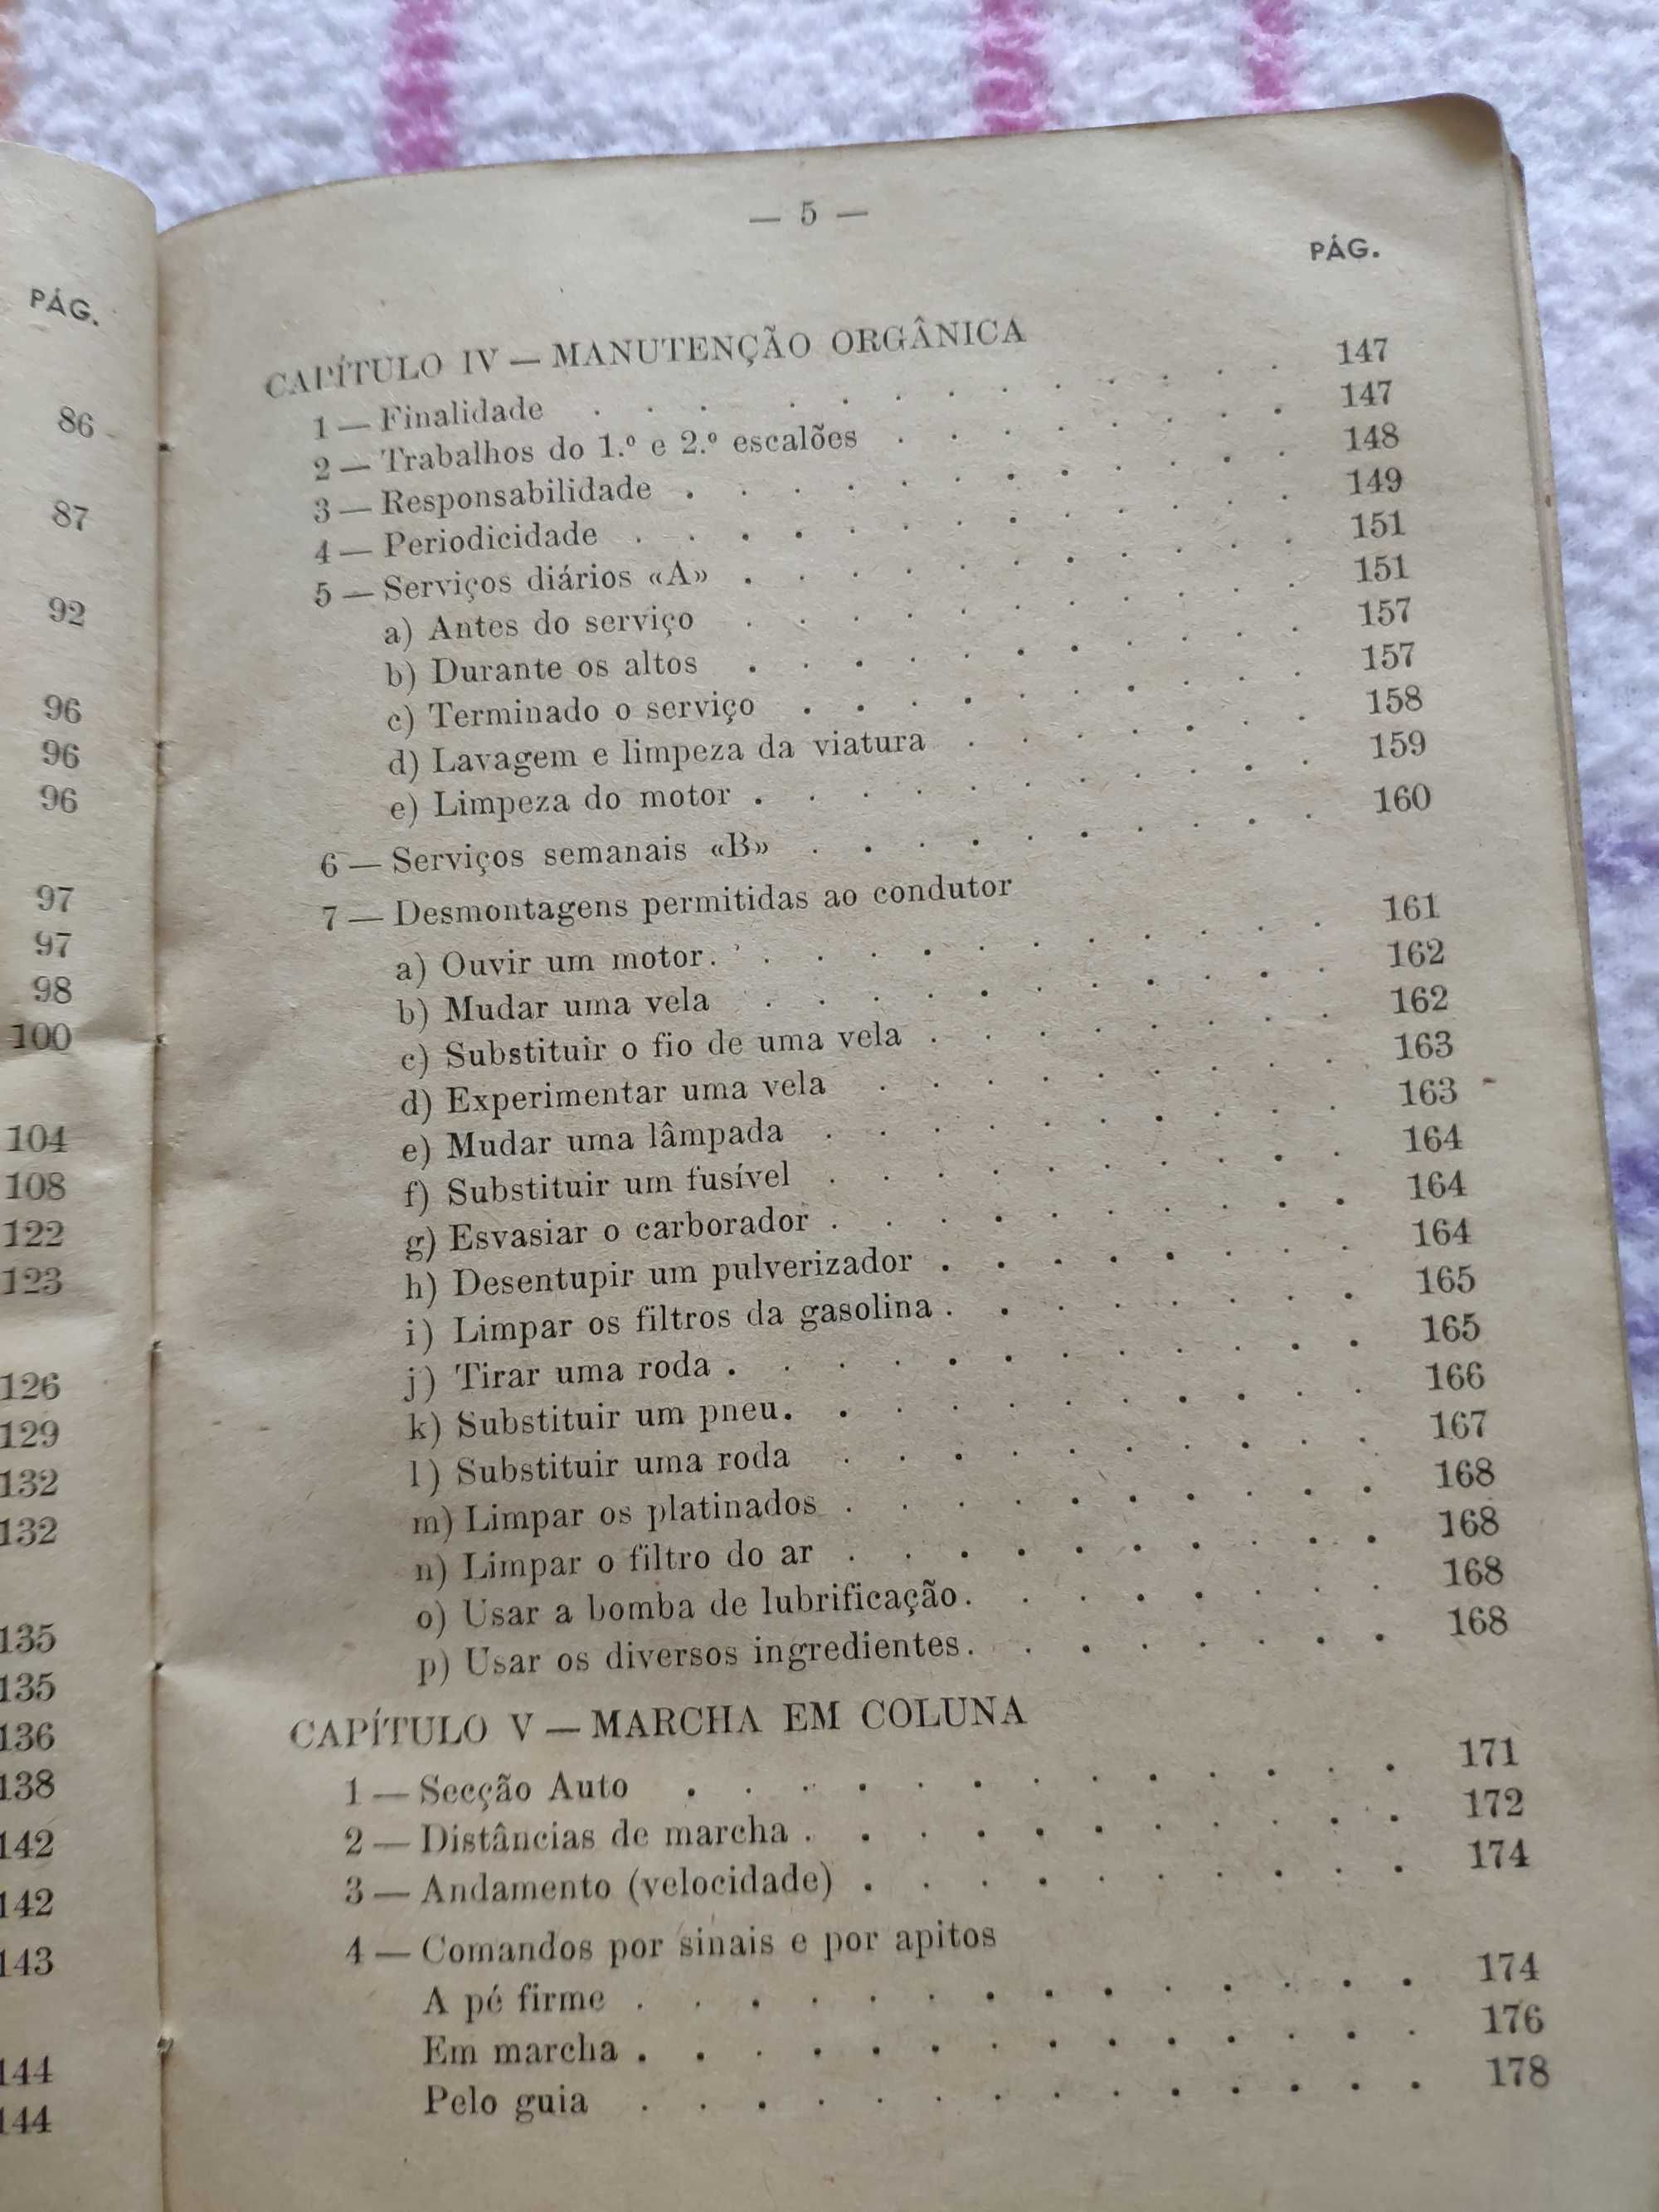 PÁG.
86
87
92
96
96
96
97
97
98
100
104
108
122
123
126
129
132
132
135
135
136
138
142
142
143
144
144
— 5 —
PÁG.
CAPÍTULO IV — MANUTENÇÃO ORGÂNICA
1 — Finalidade . . . . . . . . . . . 147
2 — Trabalhos do 1.º e 2.º escalões . . . . . . . 147
3 — Responsabilidade . . . . . . . . . . . 148
4 — Periodicidade . . . . . . . . . . . 149
5 — Serviços diários «A» . . . . . . . . . . 151
a) Antes do serviço . . . . . . . . . . 151
b) Durante os altos . . . . . . . . . . 157
c) Terminado o serviço . . . . . . . . . 157
d) Lavagem e limpeza da viatura . . . . . . 158
e) Limpeza do motor . . . . . . . . . . 159
6 — Serviços semanais «B» . . . . . . . . . 160
7 — Desmontagens permitidas ao condutor
a) Ouvir um motor. . . . . . . . . . . 161
b) Mudar uma vela . . . . . . . . . . 162
c) Substituir o fio de uma vela . . . . . . . 162
d) Experimentar uma vela . . . . . . . . 163
e) Mudar uma lâmpada . . . . . . . . . 163
f) Substituir um fusível . . . . . . . . . 164
g) Esvasiar o carborador . . . . . . . . . 164
h) Desentupir um pulverizador . . . . . . . 164
i) Limpar os filtros da gasolina . . . . . . . 165
j) Tirar uma roda . . . . . . . . . . . 165
k) Substituir um pneu. . . . . . . . . . 166
l) Substituir uma roda . . . . . . . . . 167
m) Limpar os platinados . . . . . . . . . 168
n) Limpar o filtro do ar . . . . . . . . . 168
o) Usar a bomba de lubrificação. . . . . . . 168
p) Usar os diversos ingredientes. . . . . . . 168
CAPÍTULO V — MARCHA EM COLUNA
1 — Secção Auto . . . . . . . . . . . . 171
2 — Distâncias de marcha . . . . . . . . . . 172
3 — Andamento (velocidade) . . . . . . . . . 174
4 — Comandos por sinais e por apitos
A pé firme . . . . . . . . . . . . . 174
Em marcha . . . . . . . . . . . . . 176
Pelo guia . . . . . . . . . . . . . 178